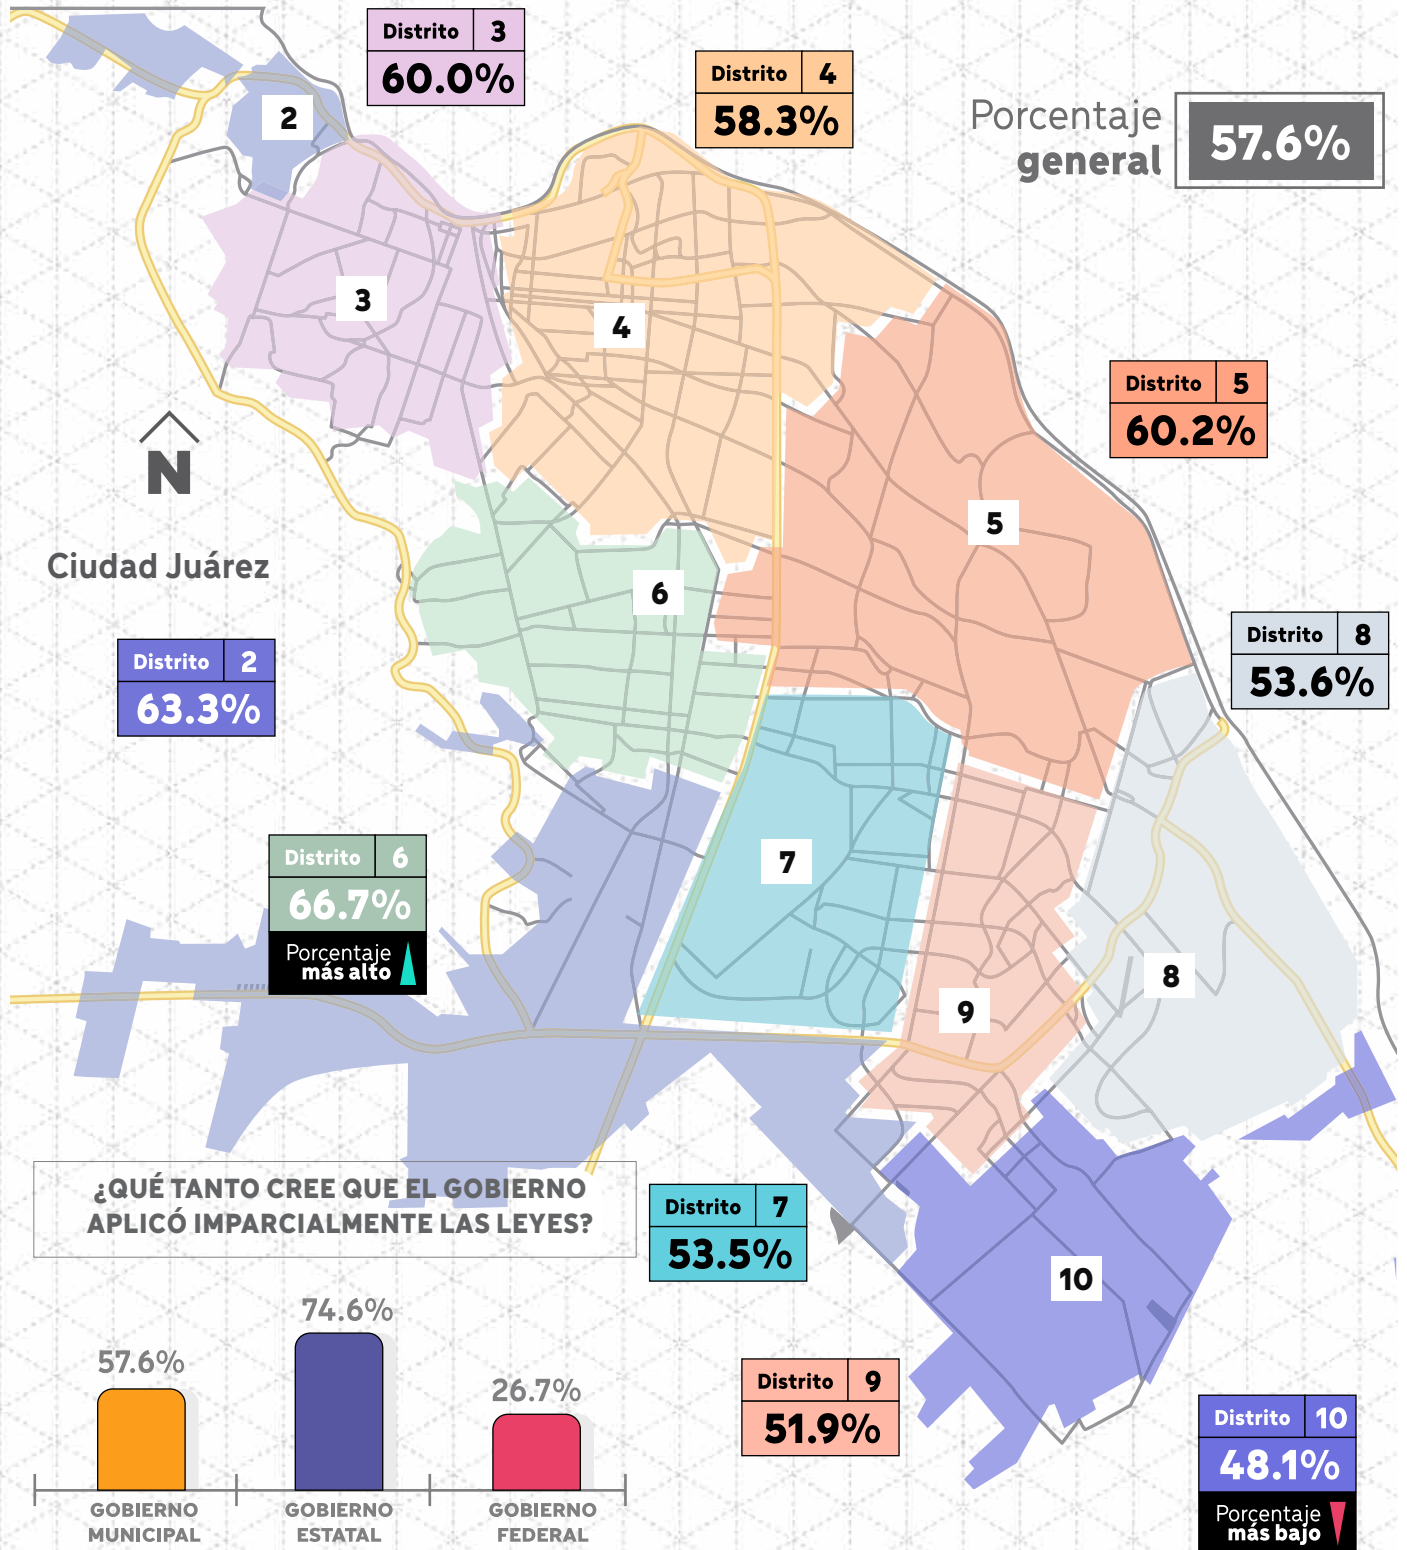 Distrito 3
60.0%
Distrito 4
58.3%
Porcentaje
general
57.6%
2
3
4
Distrito 5
60.2%
N
5
Ciudad Juárez
6
Distrito 2
63.3%
Distrito 8
53.6%
7
Distrito 6
66.7%
Porcentaje
más alto
8
9
¿QUÉ TANTO CREE QUE EL GOBIERNO
APLICÓ IMPARCIALMENTE LAS LEYES?
Distrito 7
53.5%
10
74.6%
57.6%
26.7%
GOBIERNO
MUNICIPAL
GOBIERNO
ESTATAL
GOBIERNO
FEDERAL
Distrito 9
51.9%
Distrito 10
48.1%
Porcentaje
más bajo